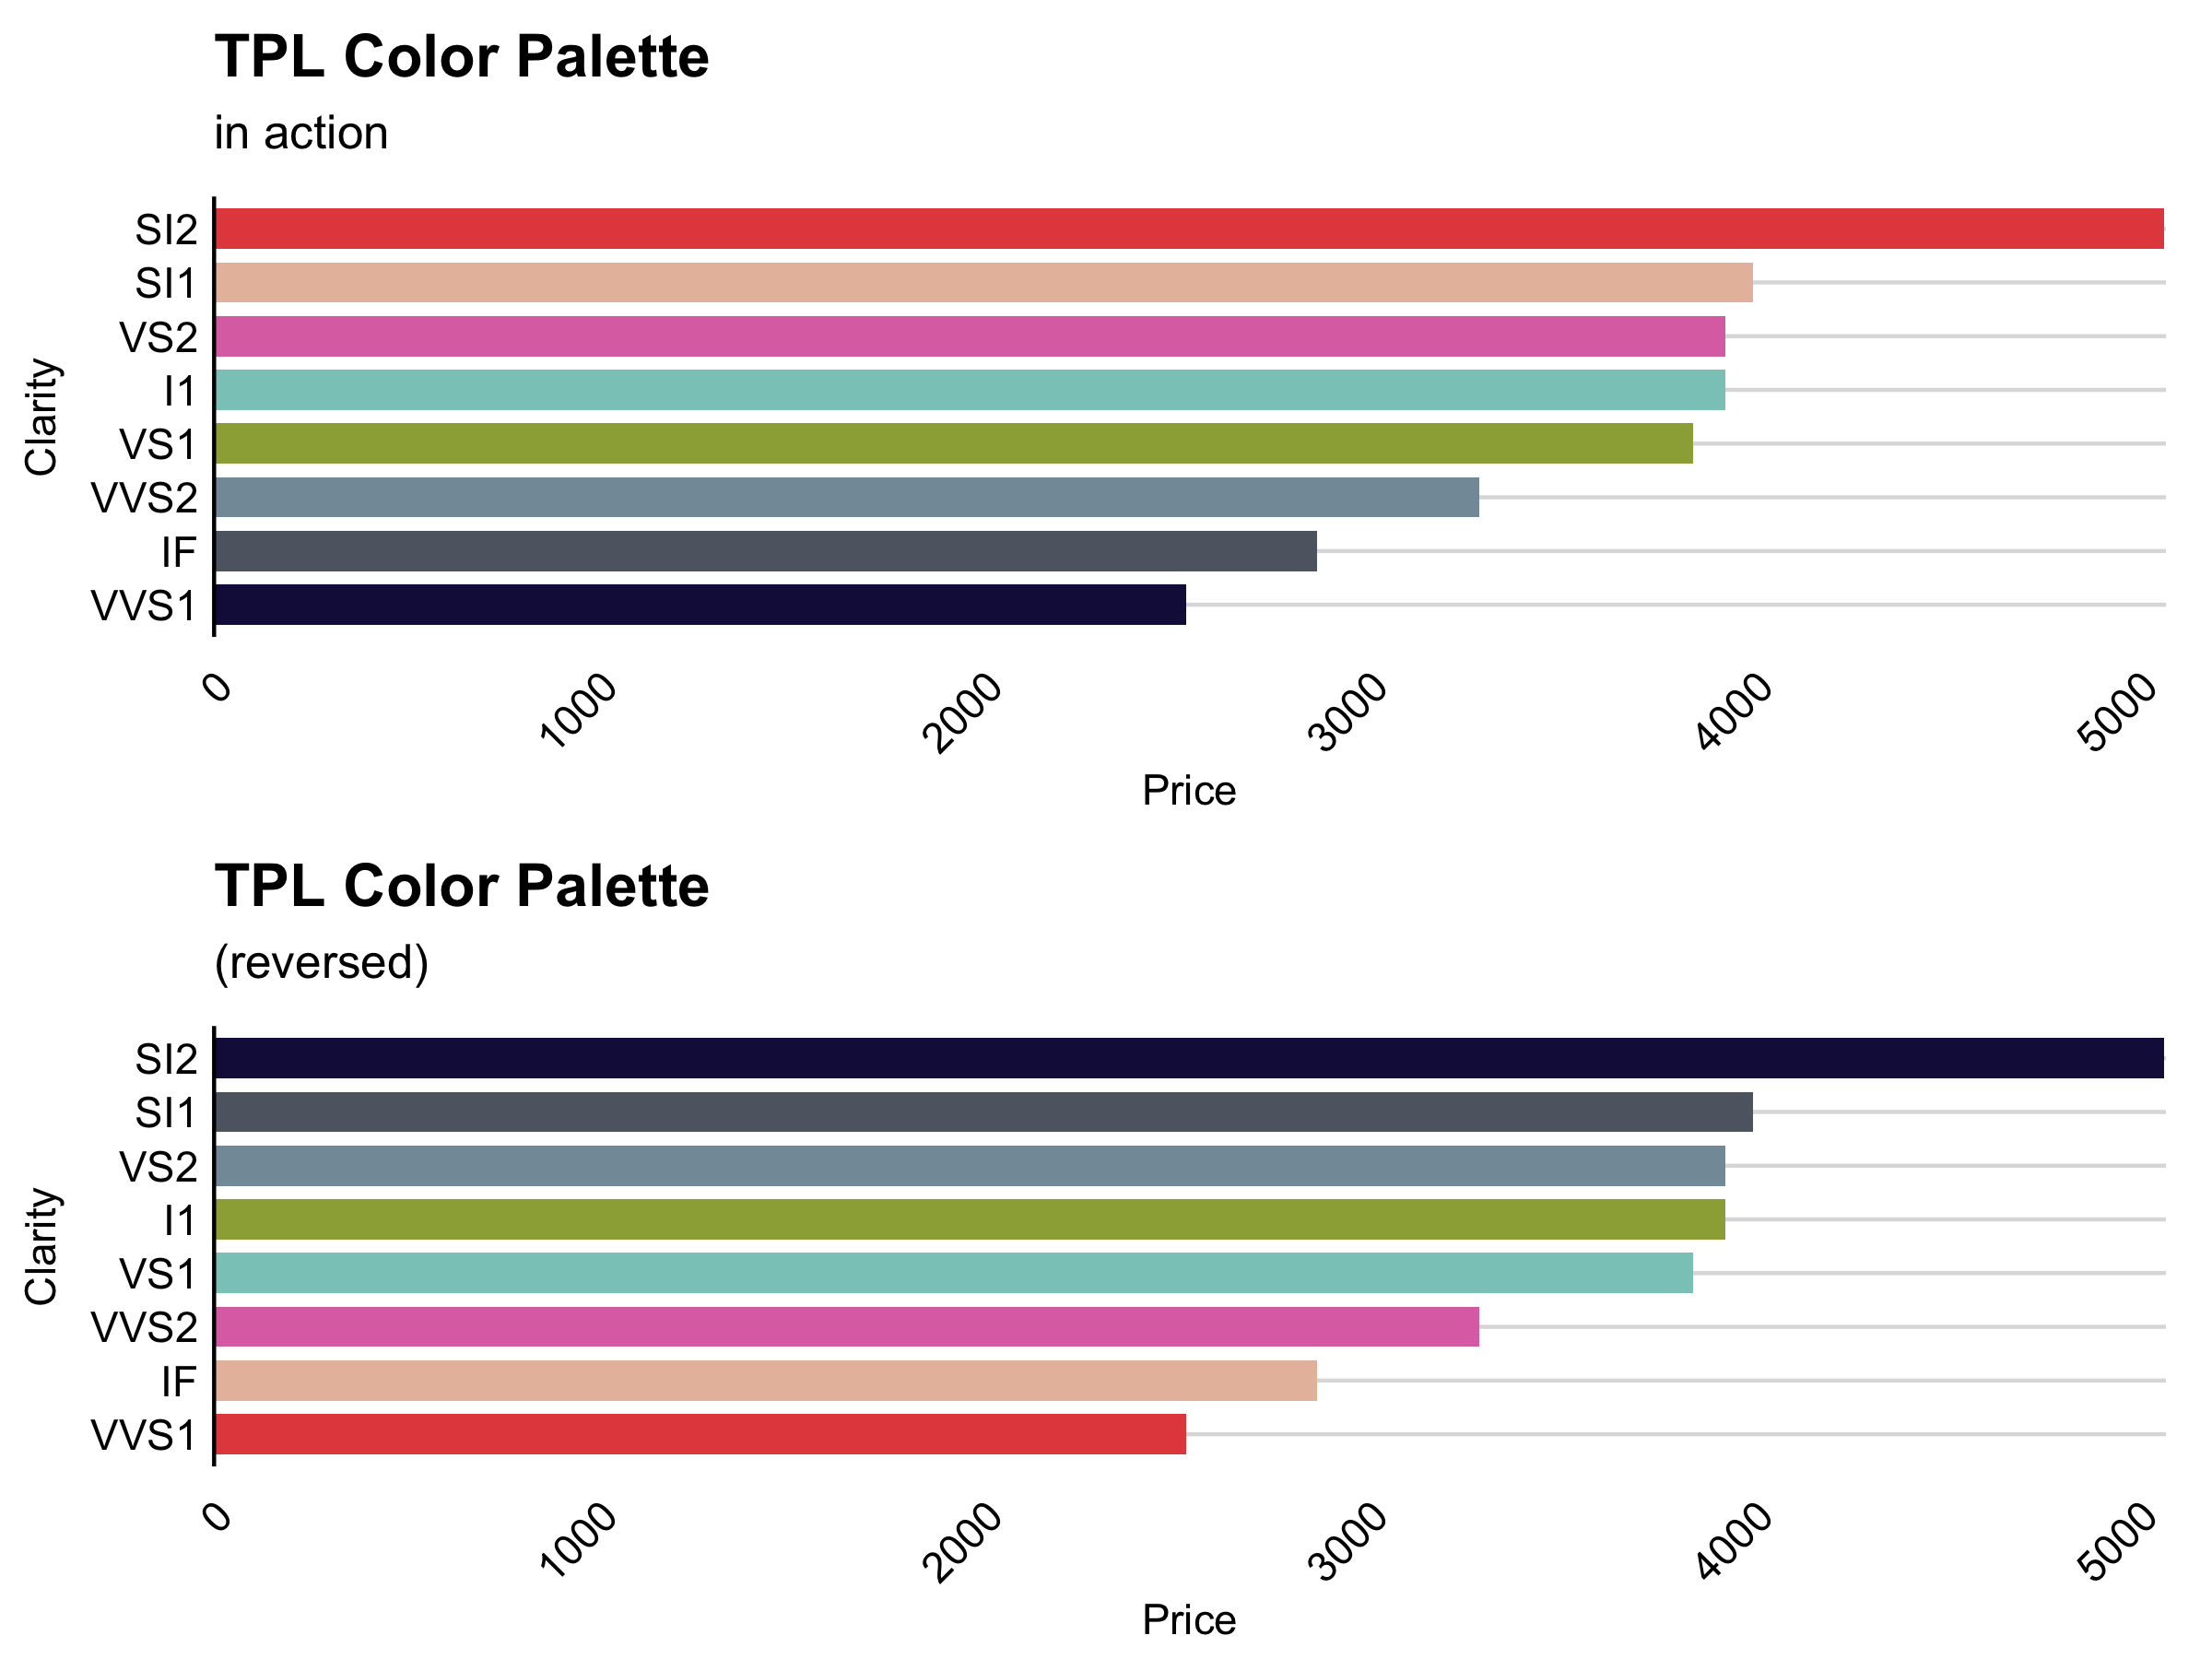 TPL Color Palette
in action
SI2
SI1
VS2
I1
VS1
VVS2
IF
VVS1
Clarity
0 1000 2000 3000 4000 5000
Price
TPL Color Palette
(reversed)
SI2
SI1
VS2
I1
VS1
VVS2
IF
VVS1
Clarity
0 1000 2000 3000 4000 5000
Price